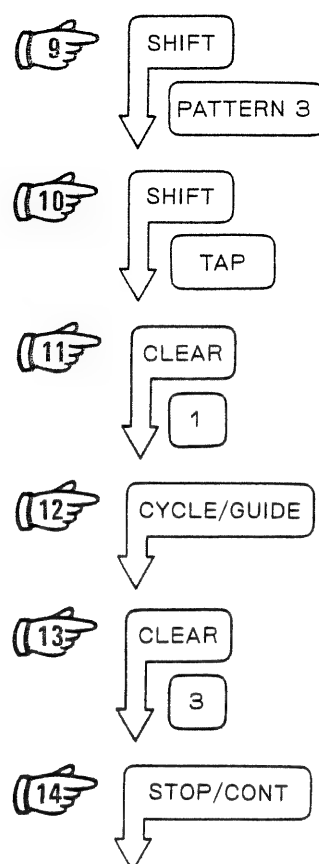 9
SHIFT
PATTERN 3
10
SHIFT
TAP
11
CLEAR
1
12
CYCLE/GUIDE
13
CLEAR
3
14
STOP/CONT